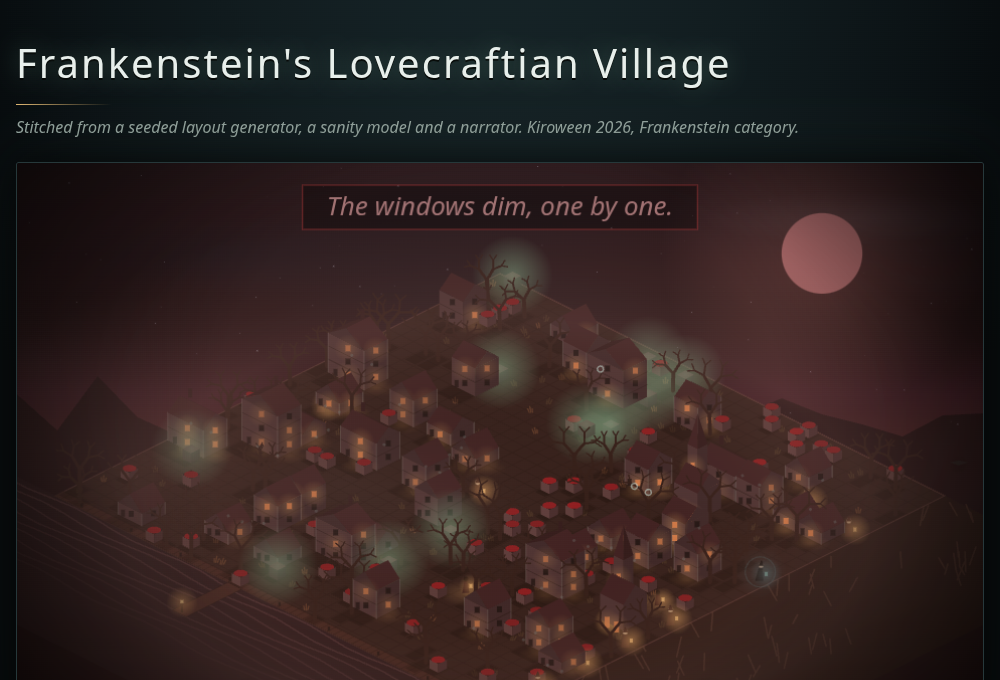 Frankenstein's Lovecraftian Village
Stitched from a seeded layout generator, a sanity model and a narrator. Kiroween 2026, Frankenstein category.
The windows dim, one by one.